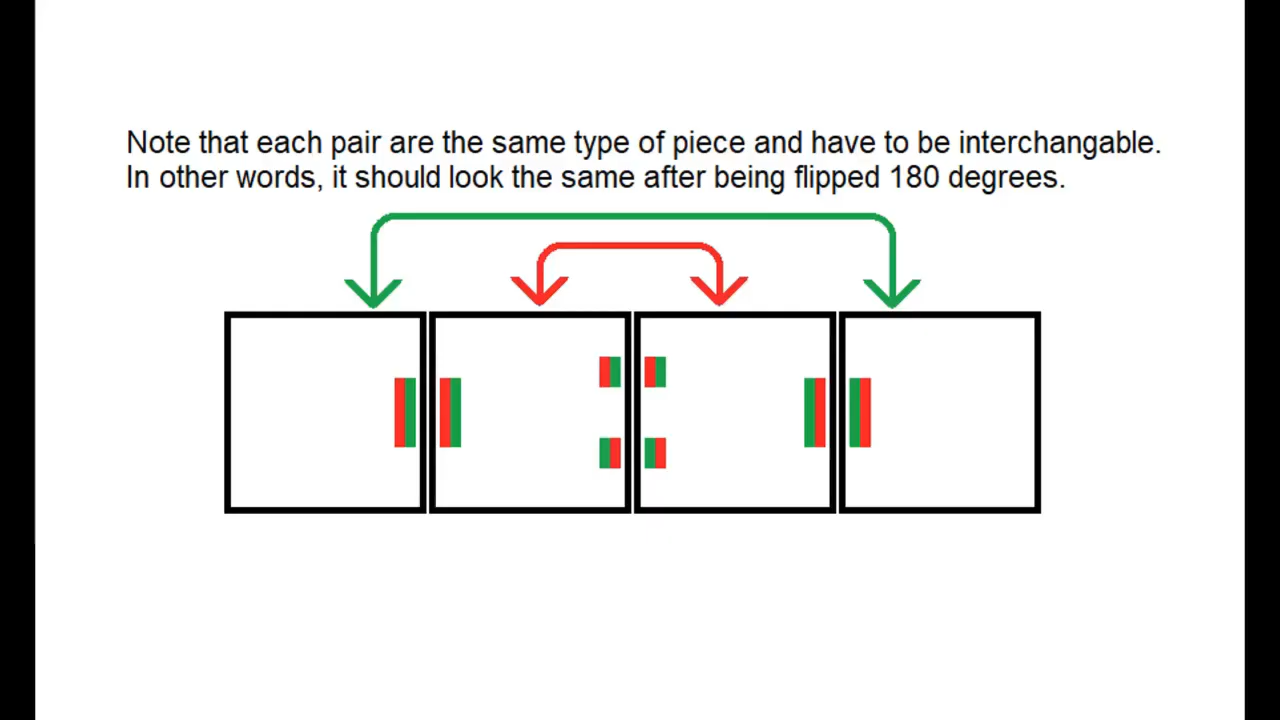 Note that each pair are the same type of piece and have to be interchangable.
In other words, it should look the same after being flipped 180 degrees.